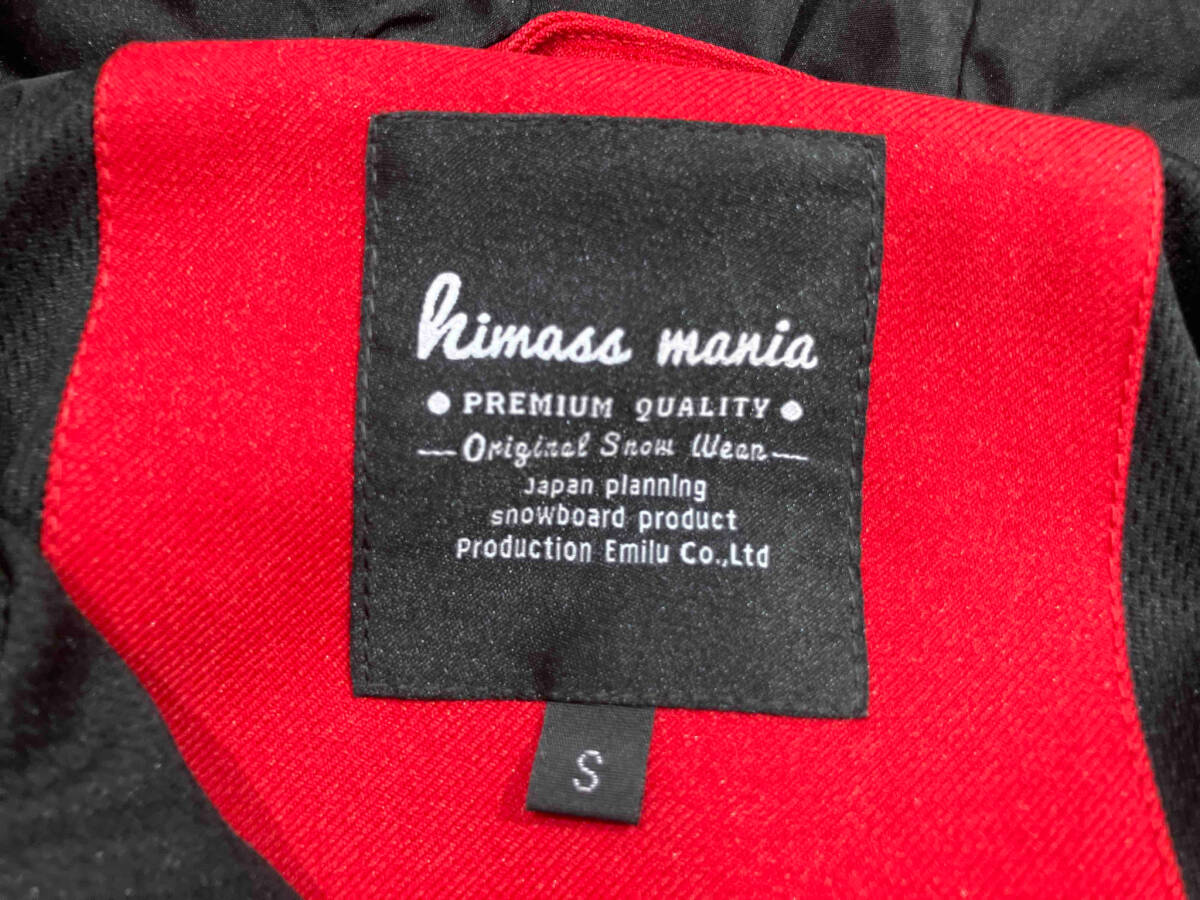 himass mania
● PREMIUM QUALITY ●
—Original Snow Wear—
Japan planning
snowboard product
Production Emilu Co.,Ltd
S